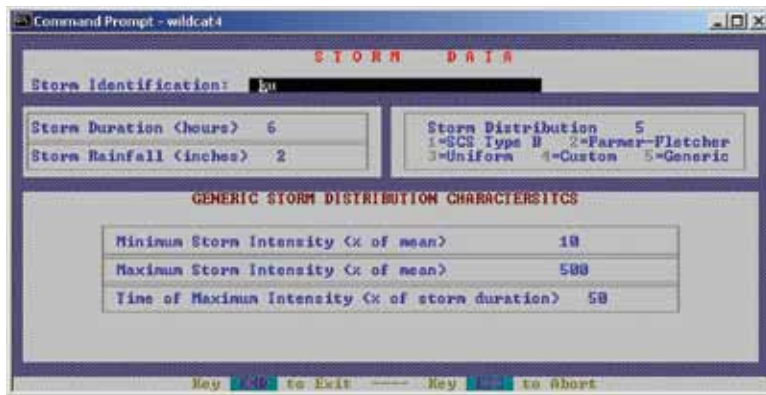 Command Prompt - wildcat4
STORM DATA
Storm Identification:
Storm Duration (hours) 6
Storm Rainfall (inches) 2
Storm Distribution 5
1=SCS Type B 2=Farmer-Fletcher
3=Uniform 4=Custom 5=Generic
GENERIC STORM DISTRIBUTION CHARACTERSITCS
Minimum Storm Intensity (% of mean) 10
Maximum Storm Intensity (% of mean) 500
Time of Maximum Intensity (% of storm duration) 50
Key END to Exit ---- Key to Abort